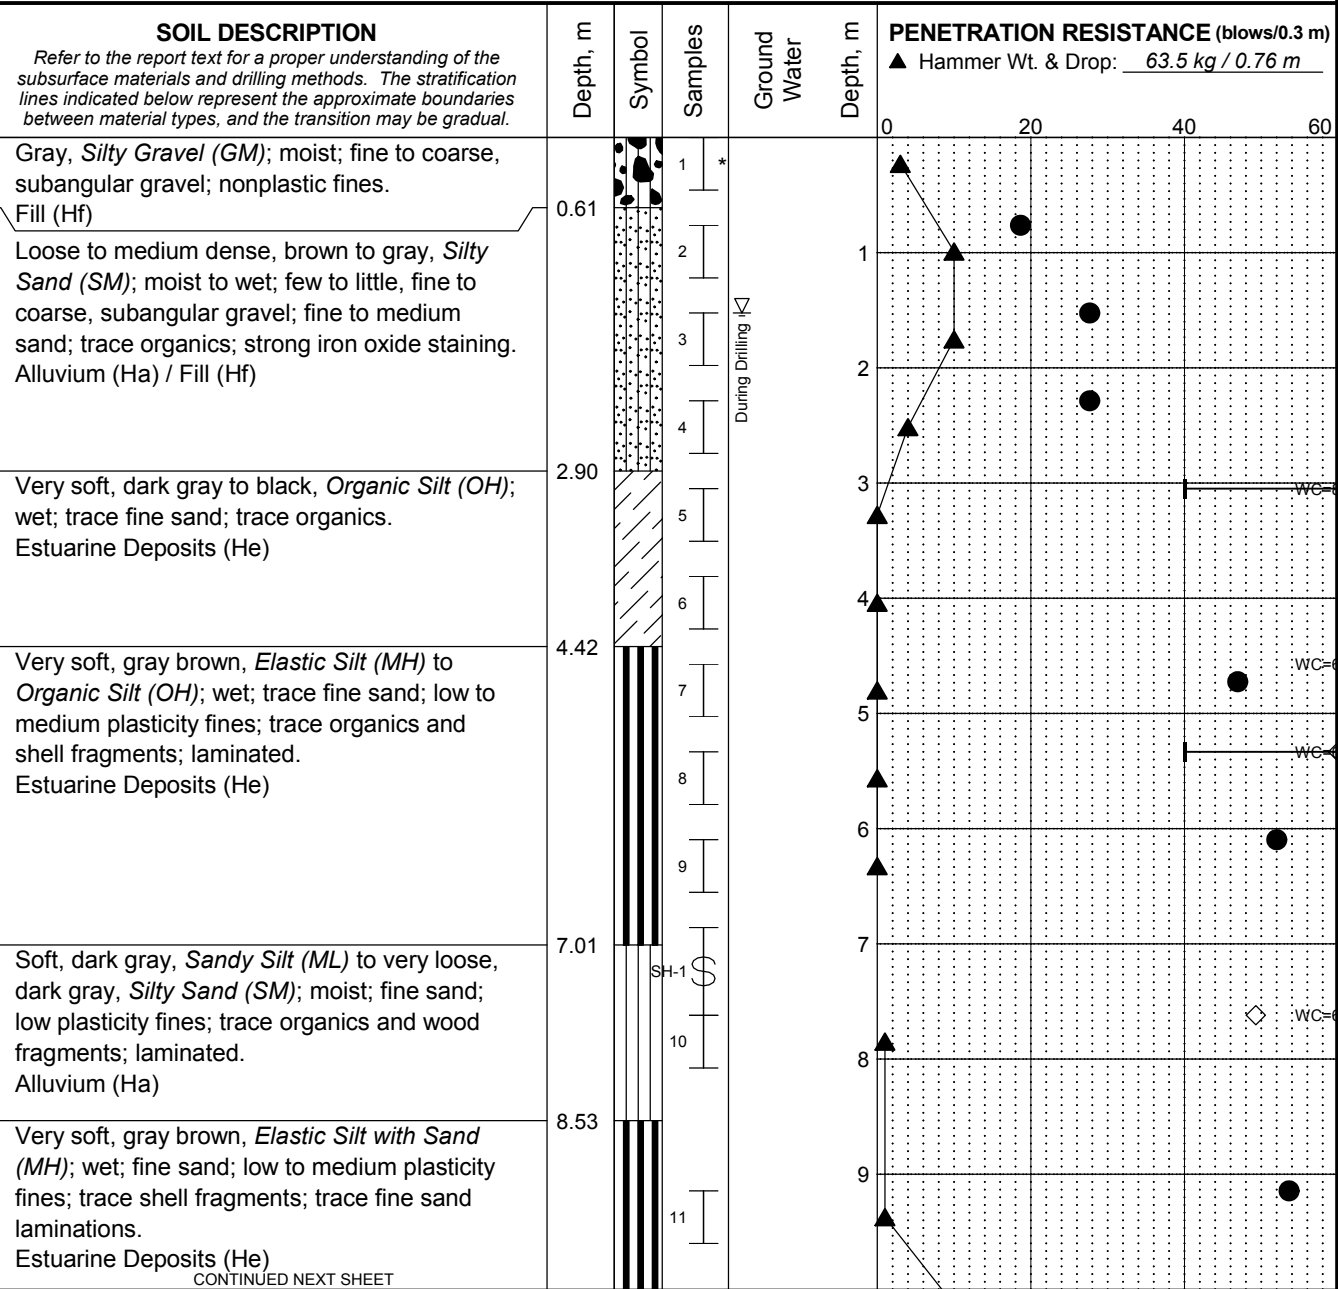 SOIL DESCRIPTION
Refer to the report text for a proper understanding of the
subsurface materials and drilling methods. The stratification
lines indicated below represent the approximate boundaries
between material types, and the transition may be gradual.
Depth, m
Symbol
Samples
Ground
Water
Depth, m
PENETRATION RESISTANCE (blows/0.3 m)
▲ Hammer Wt. & Drop: 63.5 kg / 0.76 m
0 20 40 60
Gray, Silty Gravel (GM); moist; fine to coarse,
subangular gravel; nonplastic fines.
Fill (Hf)
0.61
Loose to medium dense, brown to gray, Silty
Sand (SM); moist to wet; few to little, fine to
coarse, subangular gravel; fine to medium
sand; trace organics; strong iron oxide staining.
Alluvium (Ha) / Fill (Hf)
2.90
Very soft, dark gray to black, Organic Silt (OH);
wet; trace fine sand; trace organics.
Estuarine Deposits (He)
4.42
Very soft, gray brown, Elastic Silt (MH) to
Organic Silt (OH); wet; trace fine sand; low to
medium plasticity fines; trace organics and
shell fragments; laminated.
Estuarine Deposits (He)
7.01
Soft, dark gray, Sandy Silt (ML) to very loose,
dark gray, Silty Sand (SM); moist; fine sand;
low plasticity fines; trace organics and wood
fragments; laminated.
Alluvium (Ha)
8.53
Very soft, gray brown, Elastic Silt with Sand
(MH); wet; fine sand; low to medium plasticity
fines; trace shell fragments; trace fine sand
laminations.
Estuarine Deposits (He)
CONTINUED NEXT SHEET
1 *
2
3
4
5
6
7
8
9
SH-1
10
11
During Drilling
1
2
3
4
5
6
7
8
9
WC=6
WC=6